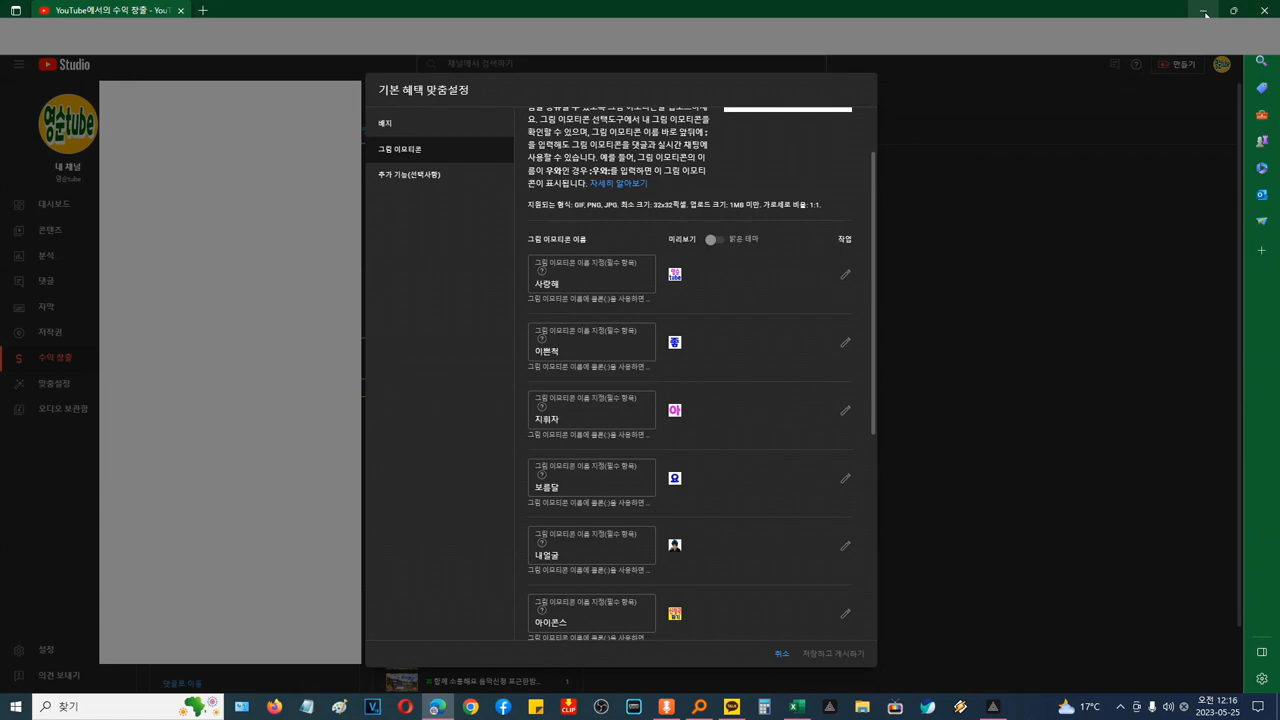 YouTube에서의 수익 창출 - YouT
Studio
채널에서 검색하기
만들기
영순tube
내 채널
영순tube
대시보드
콘텐츠
분석
댓글
자막
저작권
수익 창출
맞춤설정
오디오 보관함
설정
의견 보내기
기본 혜택 맞춤설정
배지
그림 이모티콘
추가 기능(선택사항)
요. 그림 이모티콘 선택도구에서 내 그림 이모티콘을
확인할 수 있으며, 그림 이모티콘 이름 바로 앞뒤에 :
을 입력해도 그림 이모티콘을 댓글과 실시간 채팅에
사용할 수 있습니다. 예를 들어, 그림 이모티콘의 이
름이 우와인 경우 :우와:를 입력하면 이 그림 이모티
콘이 표시됩니다. 자세히 알아보기
지원되는 형식: GIF, PNG, JPG. 최소 크기: 32x32픽셀. 업로드 크기: 1MB 미만. 가로세로 비율: 1:1.
그림 이모티콘 이름 미리보기 밝은 테마 작업
그림 이모티콘 이름 지정(필수 항목)
사랑해
그림 이모티콘 이름에 콜론(:)을 사용하면 ...
그림 이모티콘 이름 지정(필수 항목)
이쁜척
좋
그림 이모티콘 이름에 콜론(:)을 사용하면 ...
그림 이모티콘 이름 지정(필수 항목)
지휘자
아
그림 이모티콘 이름에 콜론(:)을 사용하면 ...
그림 이모티콘 이름 지정(필수 항목)
보름달
요
그림 이모티콘 이름에 콜론(:)을 사용하면 ...
그림 이모티콘 이름 지정(필수 항목)
내얼굴
그림 이모티콘 이름에 콜론(:)을 사용하면 ...
그림 이모티콘 이름 지정(필수 항목)
아이콘스
그림 이모티콘 이름에 콜론(:)을 사용하면 ...
취소 저장하고 게시하기
댓글로 이동
함께 소통해요 음악신청 표근한밤... 1
찾기
CLIP
TALK
17°C
오전 12:16
2023-05-25